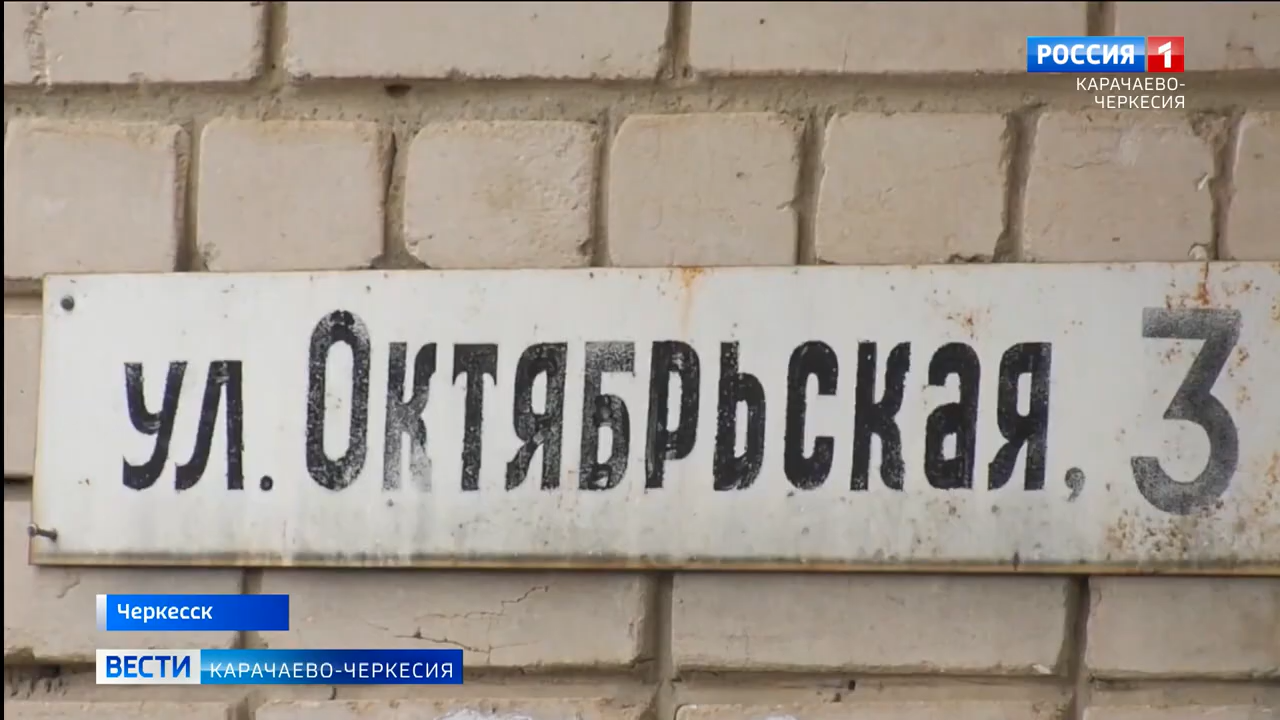 РОССИЯ 1
КАРАЧАЕВО-
ЧЕРКЕСИЯ
ул. Октябрьская, 3
Черкесск
ВЕСТИ КАРАЧАЕВО-ЧЕРКЕСИЯ